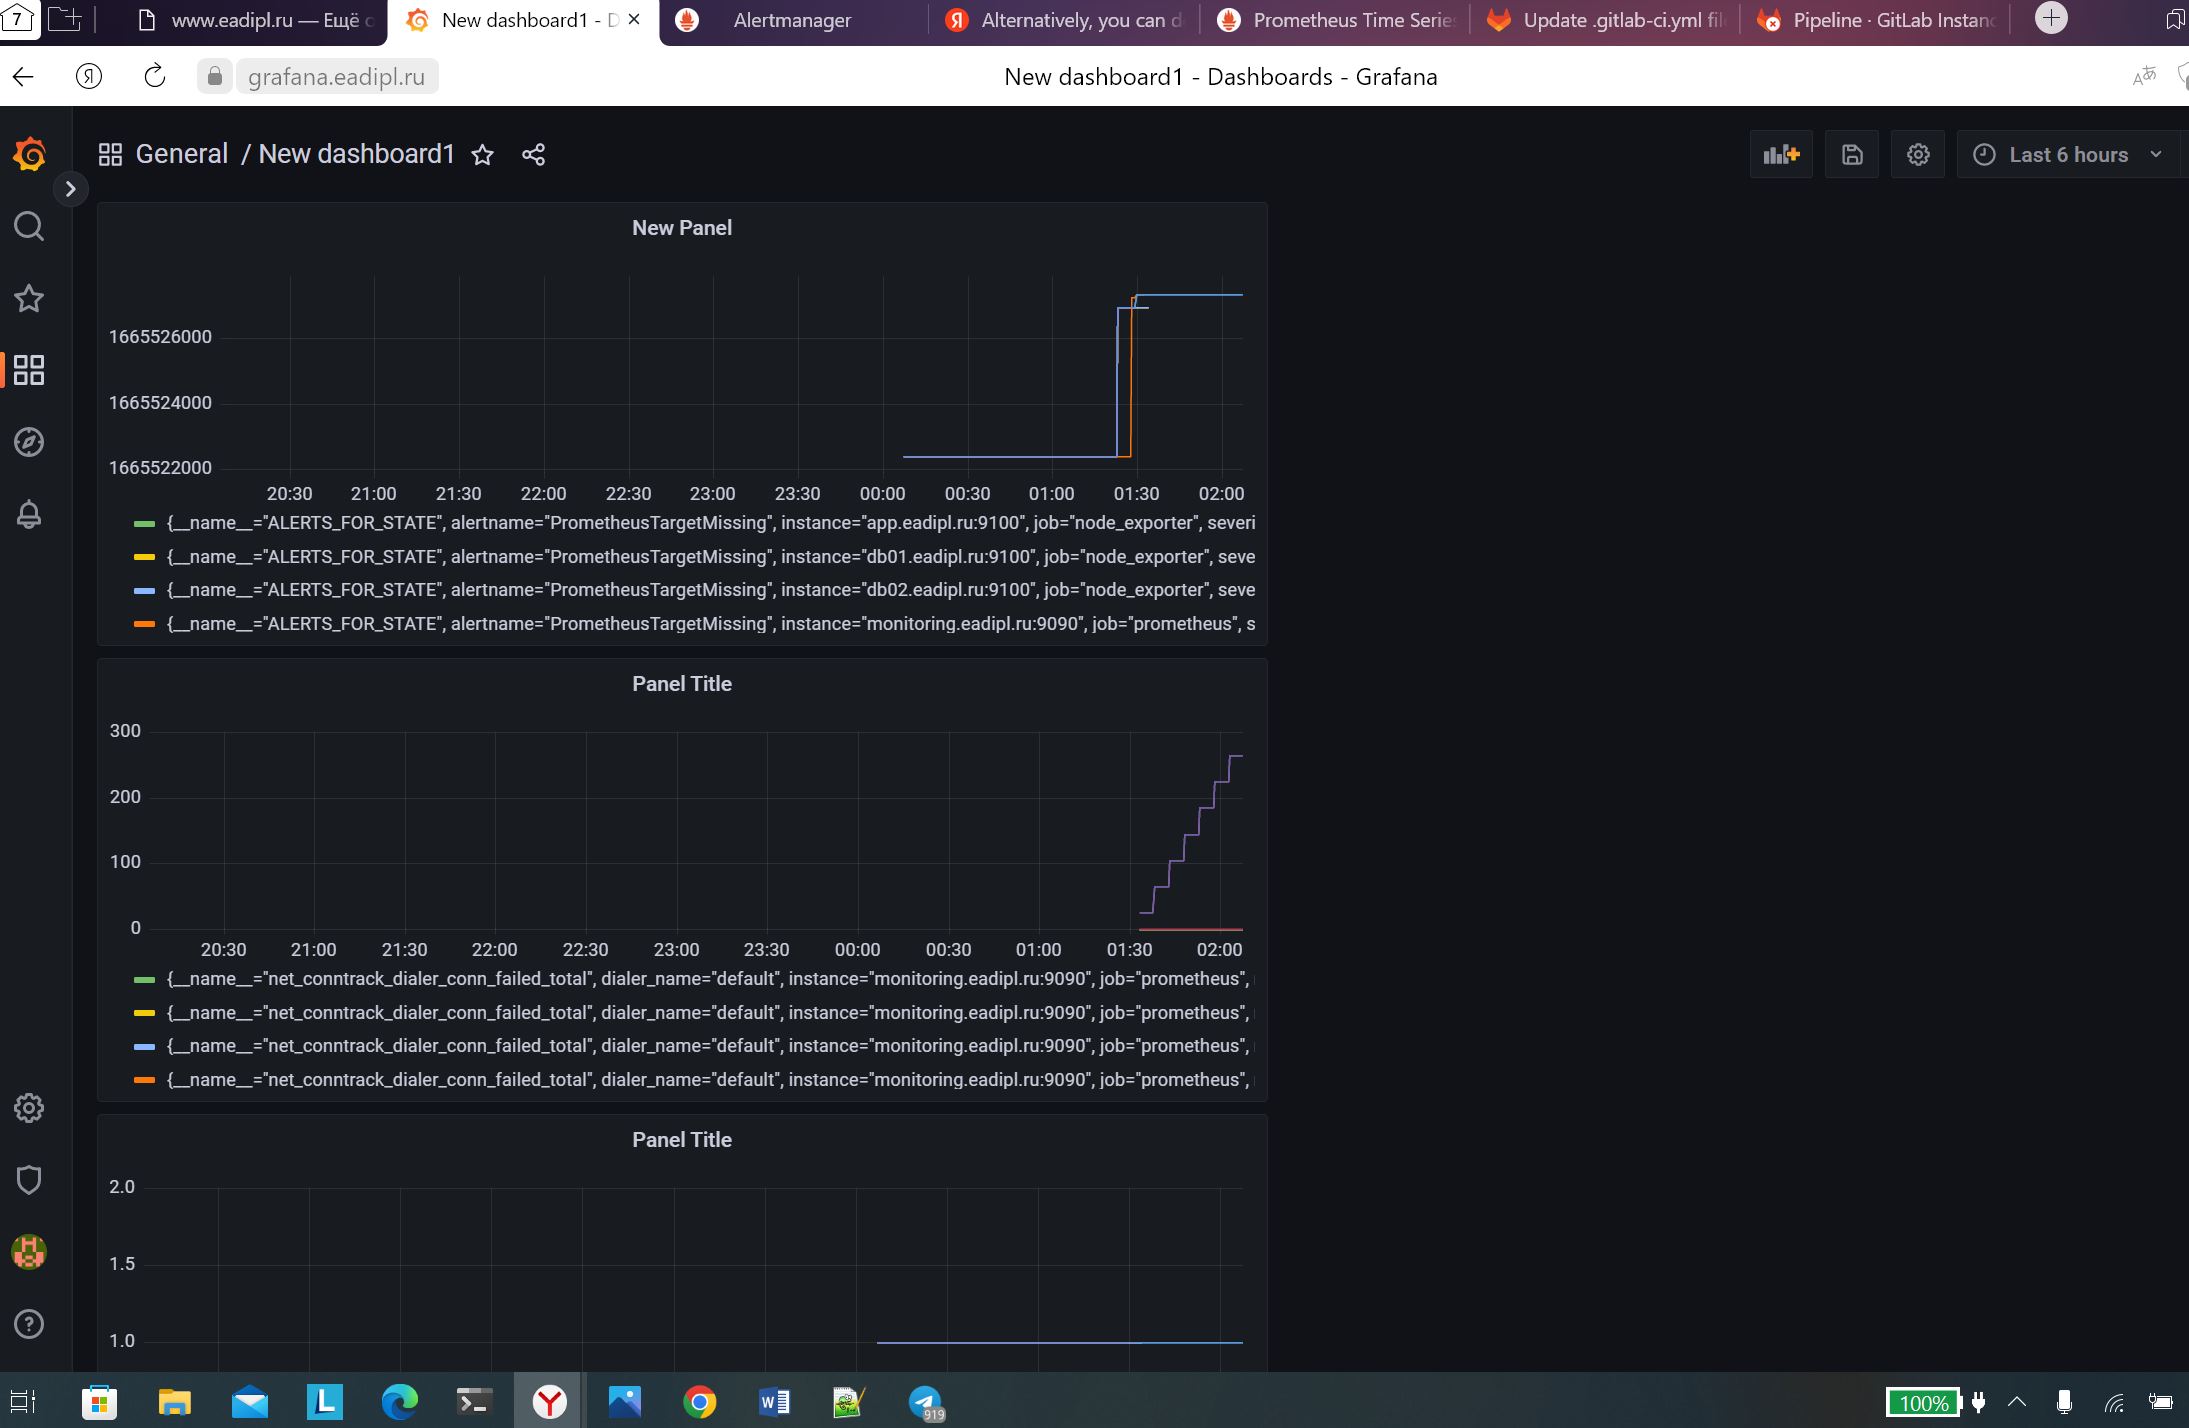 7
www.eadipl.ru — Ещё
New dashboard1 - D
Alertmanager
Alternatively, you can d
Prometheus Time Series
Update .gitlab-ci.yml fil
Pipeline · GitLab Instanc
grafana.eadipl.ru
New dashboard1 - Dashboards - Grafana
General / New dashboard1
Last 6 hours
New Panel
1665526000
1665524000
1665522000
20:30 21:00 21:30 22:00 22:30 23:00 23:30 00:00 00:30 01:00 01:30 02:00
{__name__="ALERTS_FOR_STATE", alertname="PrometheusTargetMissing", instance="app.eadipl.ru:9100", job="node_exporter", severi
{__name__="ALERTS_FOR_STATE", alertname="PrometheusTargetMissing", instance="db01.eadipl.ru:9100", job="node_exporter", seve
{__name__="ALERTS_FOR_STATE", alertname="PrometheusTargetMissing", instance="db02.eadipl.ru:9100", job="node_exporter", seve
{__name__="ALERTS_FOR_STATE", alertname="PrometheusTargetMissing", instance="monitoring.eadipl.ru:9090", job="prometheus", s
Panel Title
300
200
100
0
20:30 21:00 21:30 22:00 22:30 23:00 23:30 00:00 00:30 01:00 01:30 02:00
{__name__="net_conntrack_dialer_conn_failed_total", dialer_name="default", instance="monitoring.eadipl.ru:9090", job="prometheus",
{__name__="net_conntrack_dialer_conn_failed_total", dialer_name="default", instance="monitoring.eadipl.ru:9090", job="prometheus",
{__name__="net_conntrack_dialer_conn_failed_total", dialer_name="default", instance="monitoring.eadipl.ru:9090", job="prometheus",
{__name__="net_conntrack_dialer_conn_failed_total", dialer_name="default", instance="monitoring.eadipl.ru:9090", job="prometheus",
Panel Title
2.0
1.5
1.0
919
100%